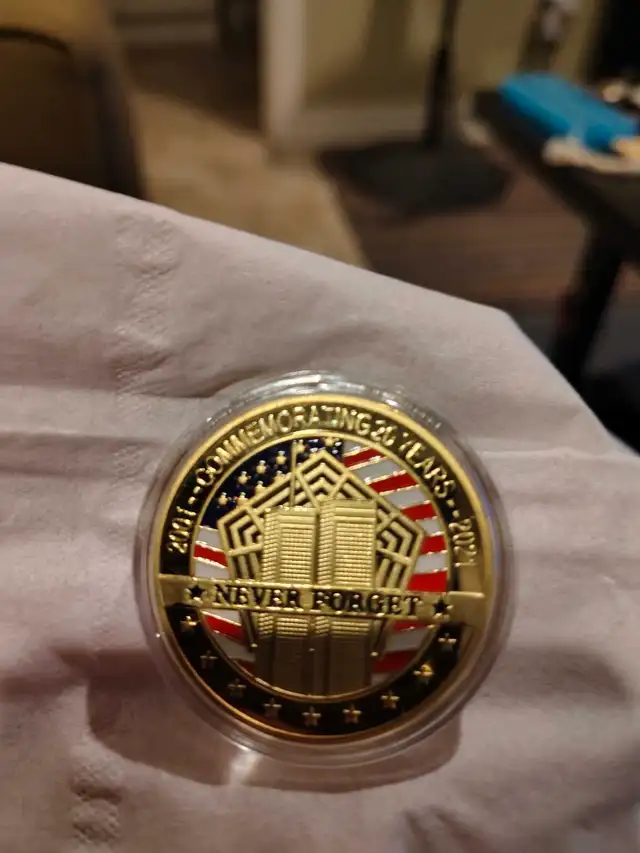 2001 - COMMEMORATING 20 YEARS - 2021
★ NEVER FORGET ★